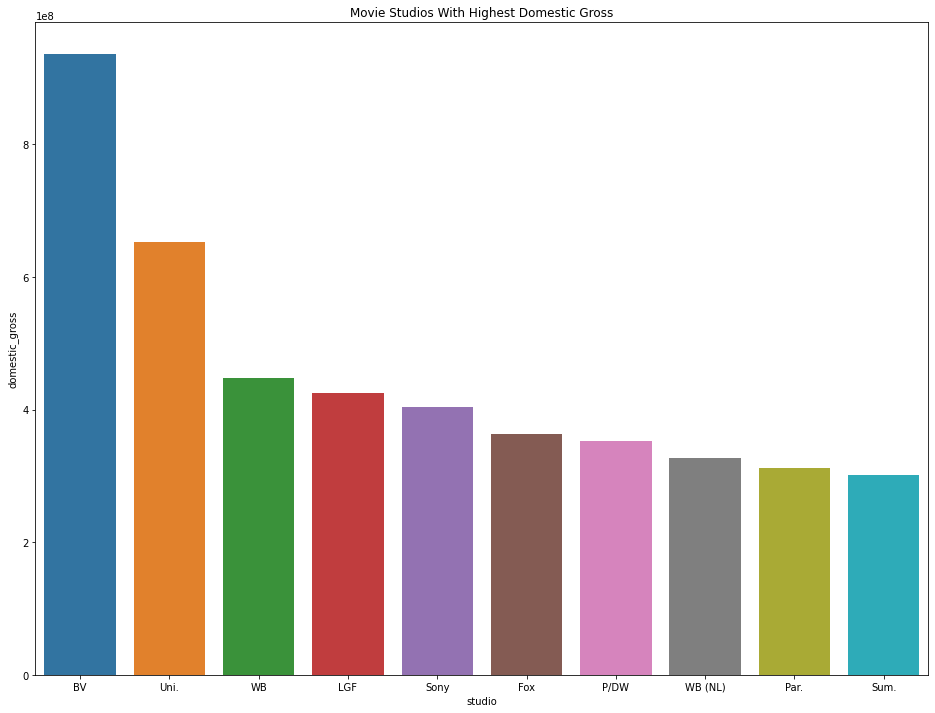 Movie Studios With Highest Domestic Gross
1e8
8
6
4
2
0
domestic_gross
BV Uni. WB LGF Sony Fox P/DW WB (NL) Par. Sum.
studio